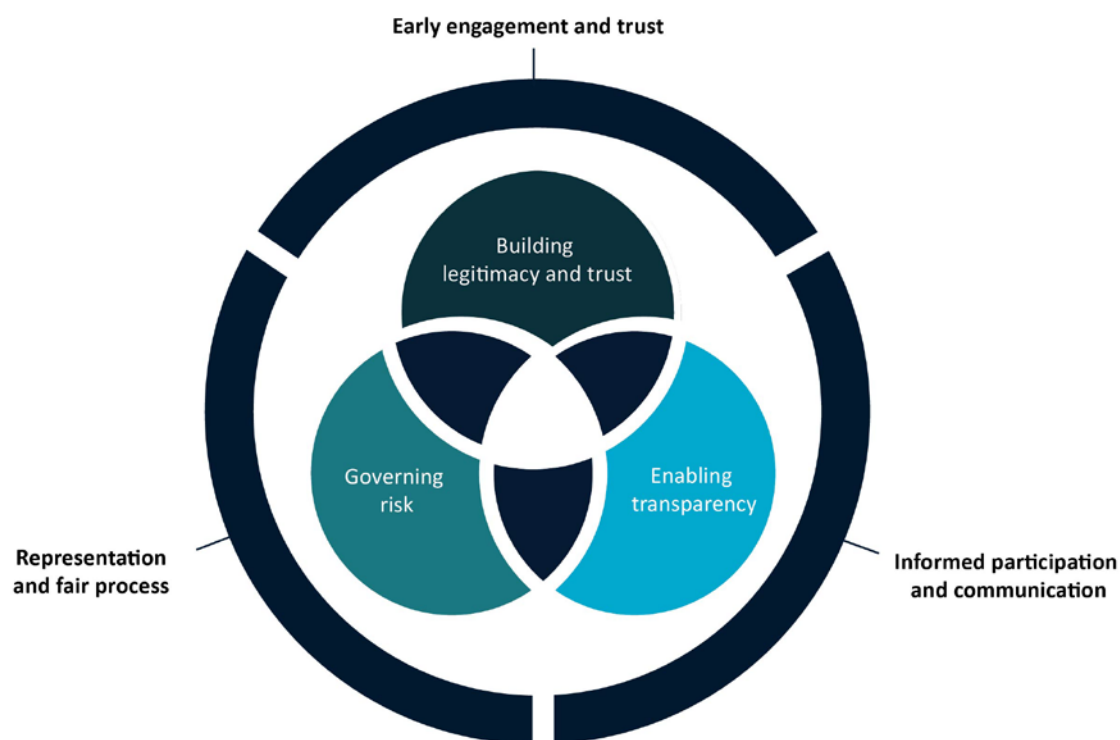 Early engagement and trust
Building
legitimacy and trust
Governing
risk
Enabling
transparency
Representation
and fair process
Informed participation
and communication